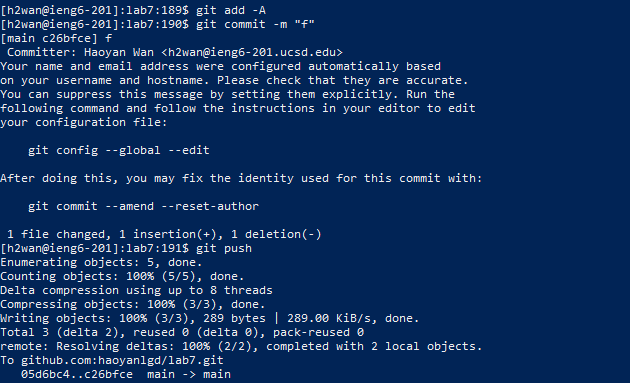 [h2wan@ieng6-201]:lab7:189$ git add -A
[h2wan@ieng6-201]:lab7:190$ git commit -m "f"
[main c26bfce] f
 Committer: Haoyan Wan <h2wan@ieng6-201.ucsd.edu>
Your name and email address were configured automatically based
on your username and hostname. Please check that they are accurate.
You can suppress this message by setting them explicitly. Run the
following command and follow the instructions in your editor to edit
your configuration file:

    git config --global --edit

After doing this, you may fix the identity used for this commit with:

    git commit --amend --reset-author

 1 file changed, 1 insertion(+), 1 deletion(-)
[h2wan@ieng6-201]:lab7:191$ git push
Enumerating objects: 5, done.
Counting objects: 100% (5/5), done.
Delta compression using up to 8 threads
Compressing objects: 100% (3/3), done.
Writing objects: 100% (3/3), 289 bytes | 289.00 KiB/s, done.
Total 3 (delta 2), reused 0 (delta 0), pack-reused 0
remote: Resolving deltas: 100% (2/2), completed with 2 local objects.
To github.com:haoyanlgd/lab7.git
   05d6bc4..c26bfce  main -> main